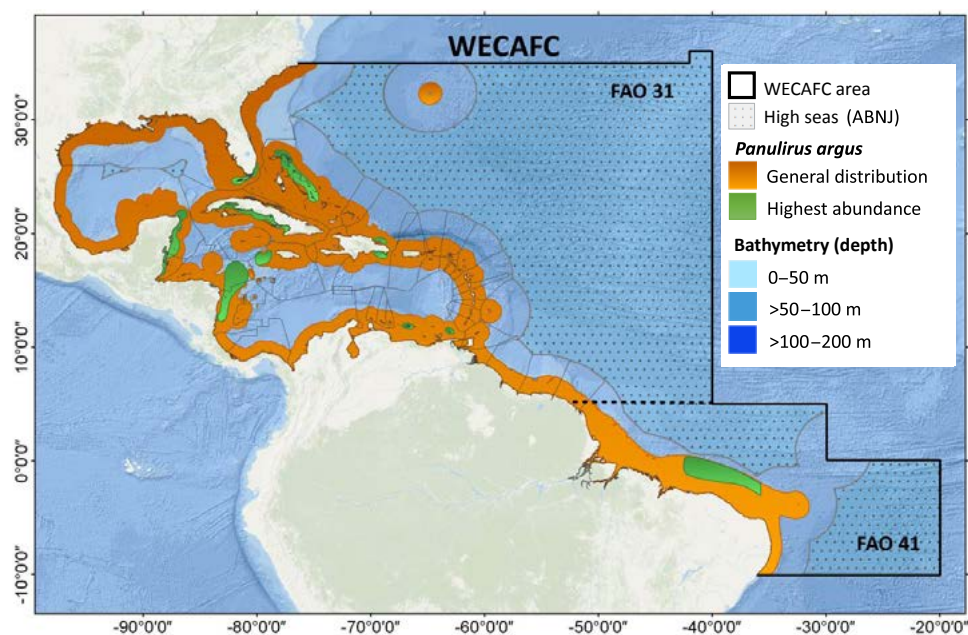 WECAFC
FAO 31
WECAFC area
High seas (ABNJ)
Panulirus argus
General distribution
Highest abundance
Bathymetry (depth)
0–50 m
>50–100 m
>100–200 m
FAO 41
30°0'0"
20°0'0"
10°0'0"
0°0'0"
-10°0'0"
-90°0'0"
-80°0'0"
-70°0'0"
-60°0'0"
-50°0'0"
-40°0'0"
-30°0'0"
-20°0'0"